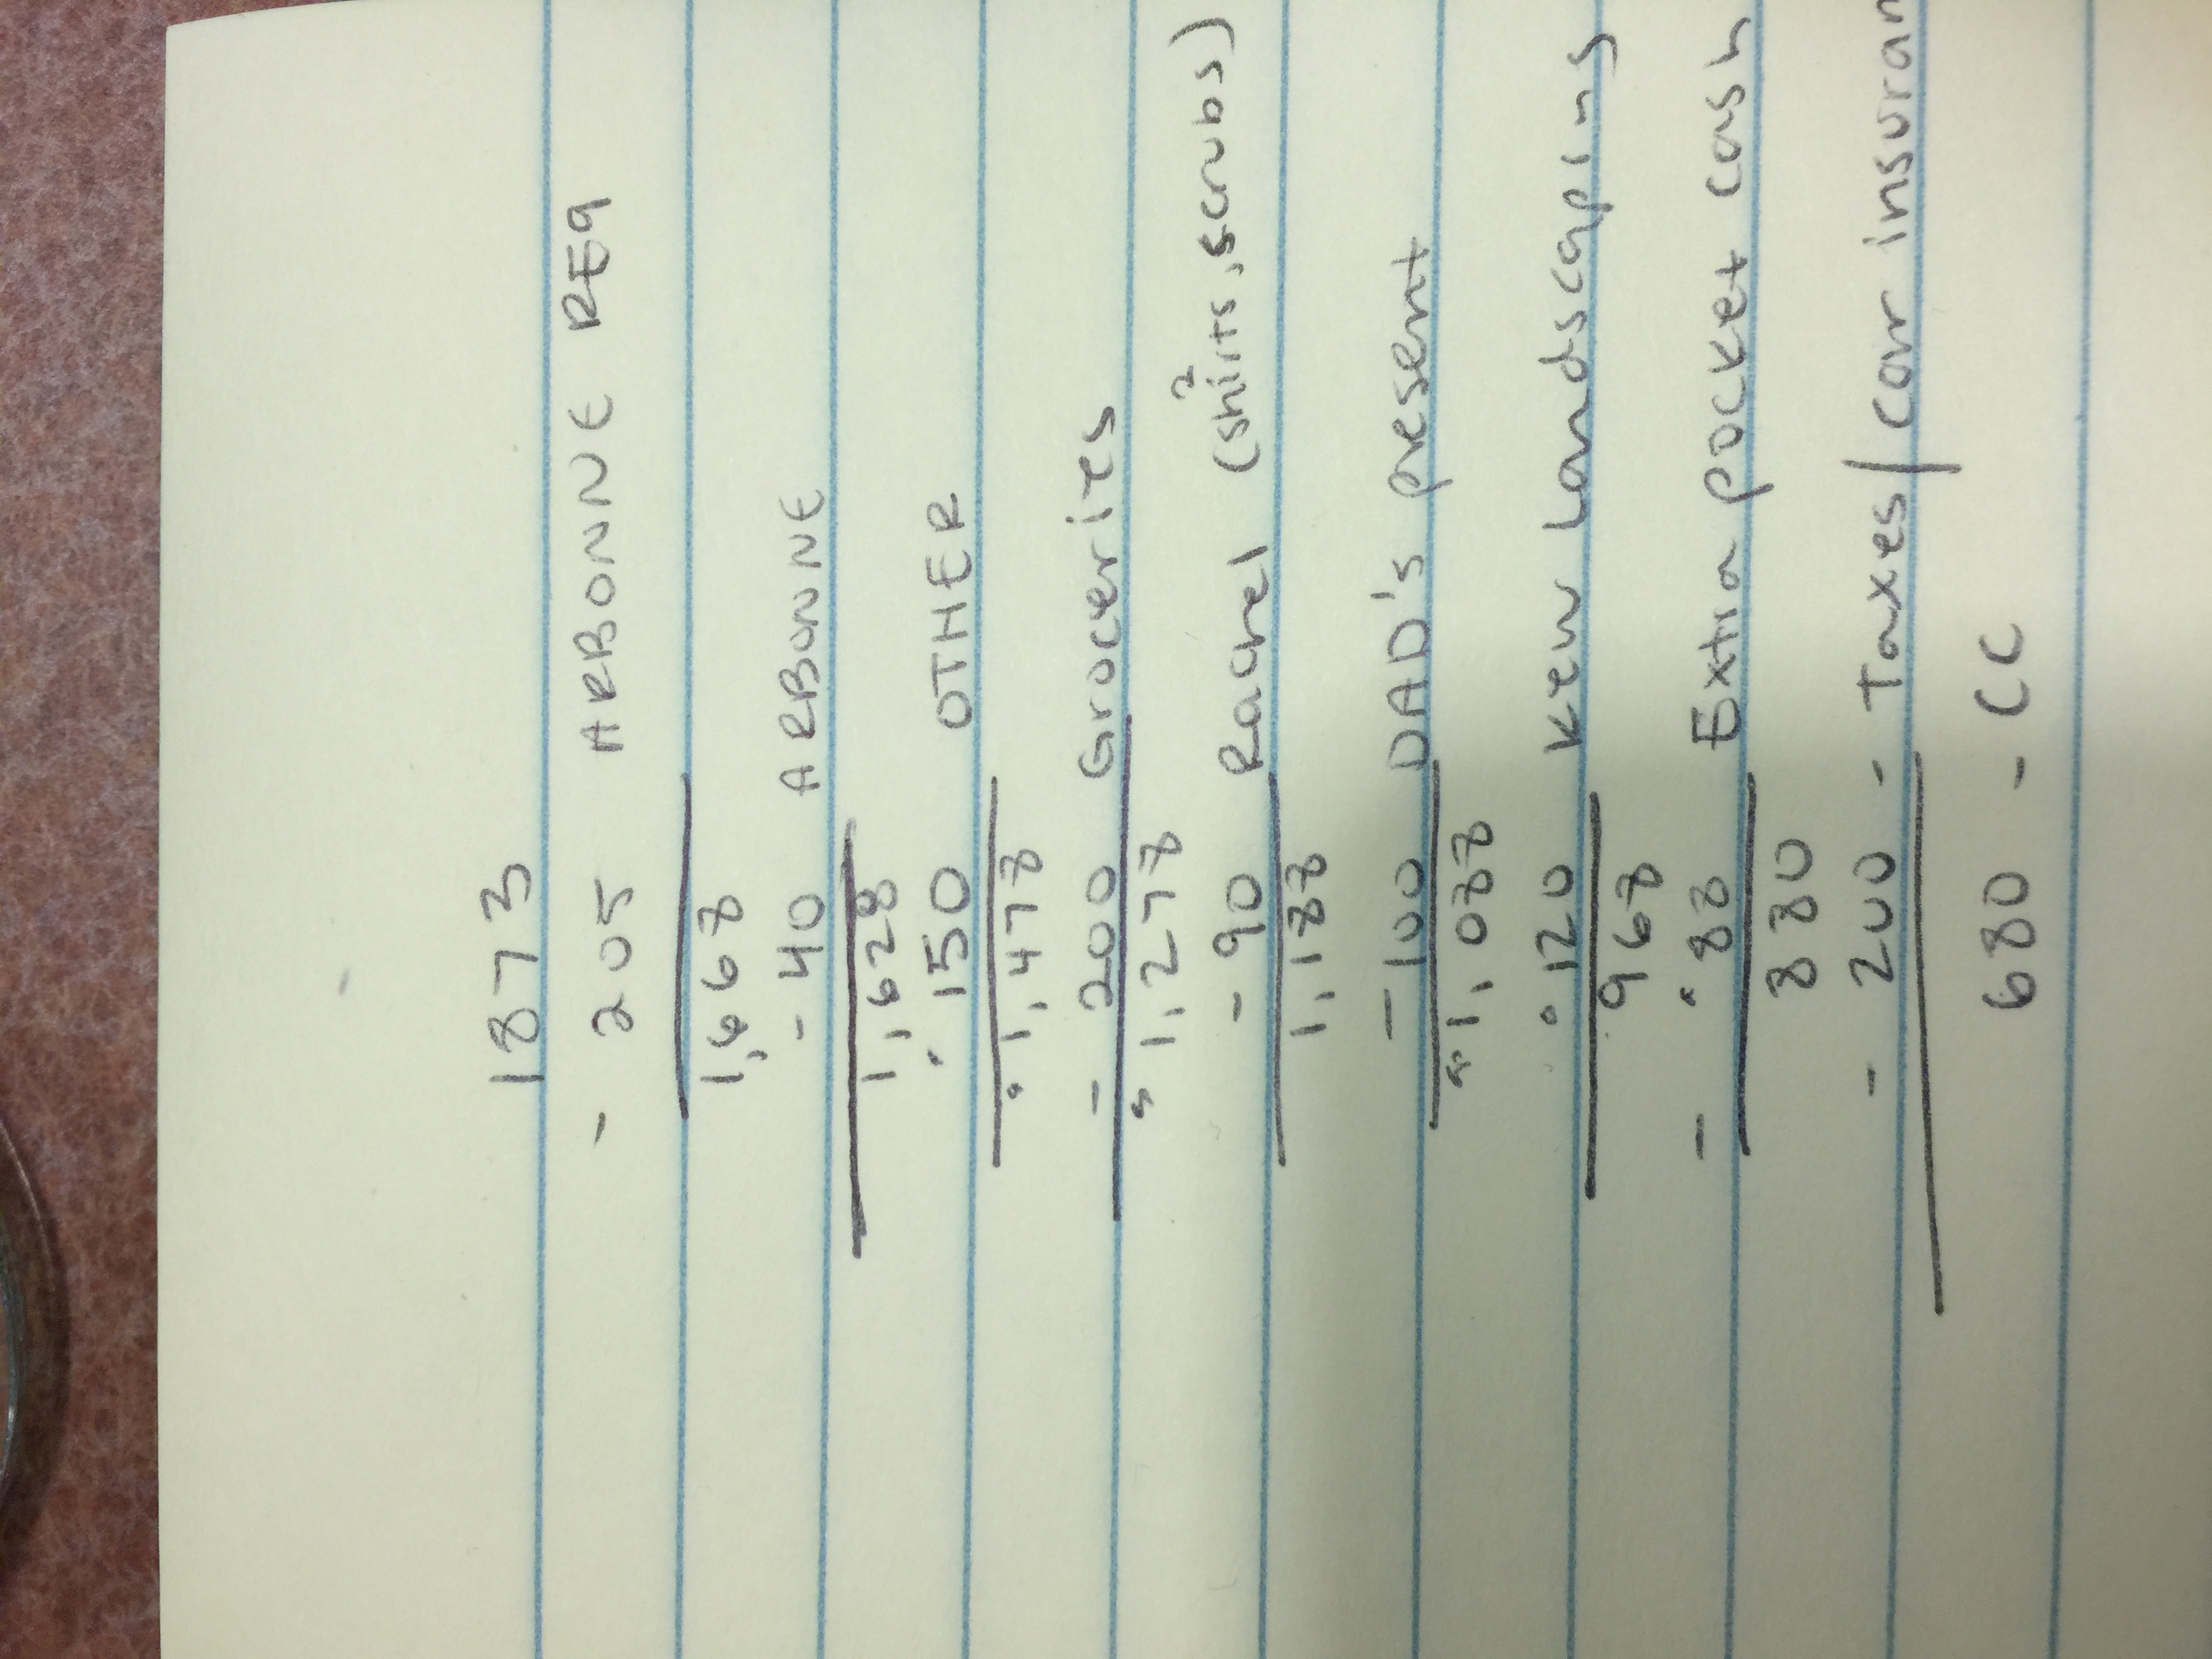 1873
- 205 ARBONNE REG
1,668
- 40 ARBONNE
1,628
150 OTHER
1,478
- 200 Groceries
1,278
- 90 Rachel (shirts, 2 scrubs)
1,188
- 100 DAD's present
1,088
120 Kew Landscaping
968
- 88 Extra pocket cash
880
- 200 - Taxes/car insuran
680 - CC